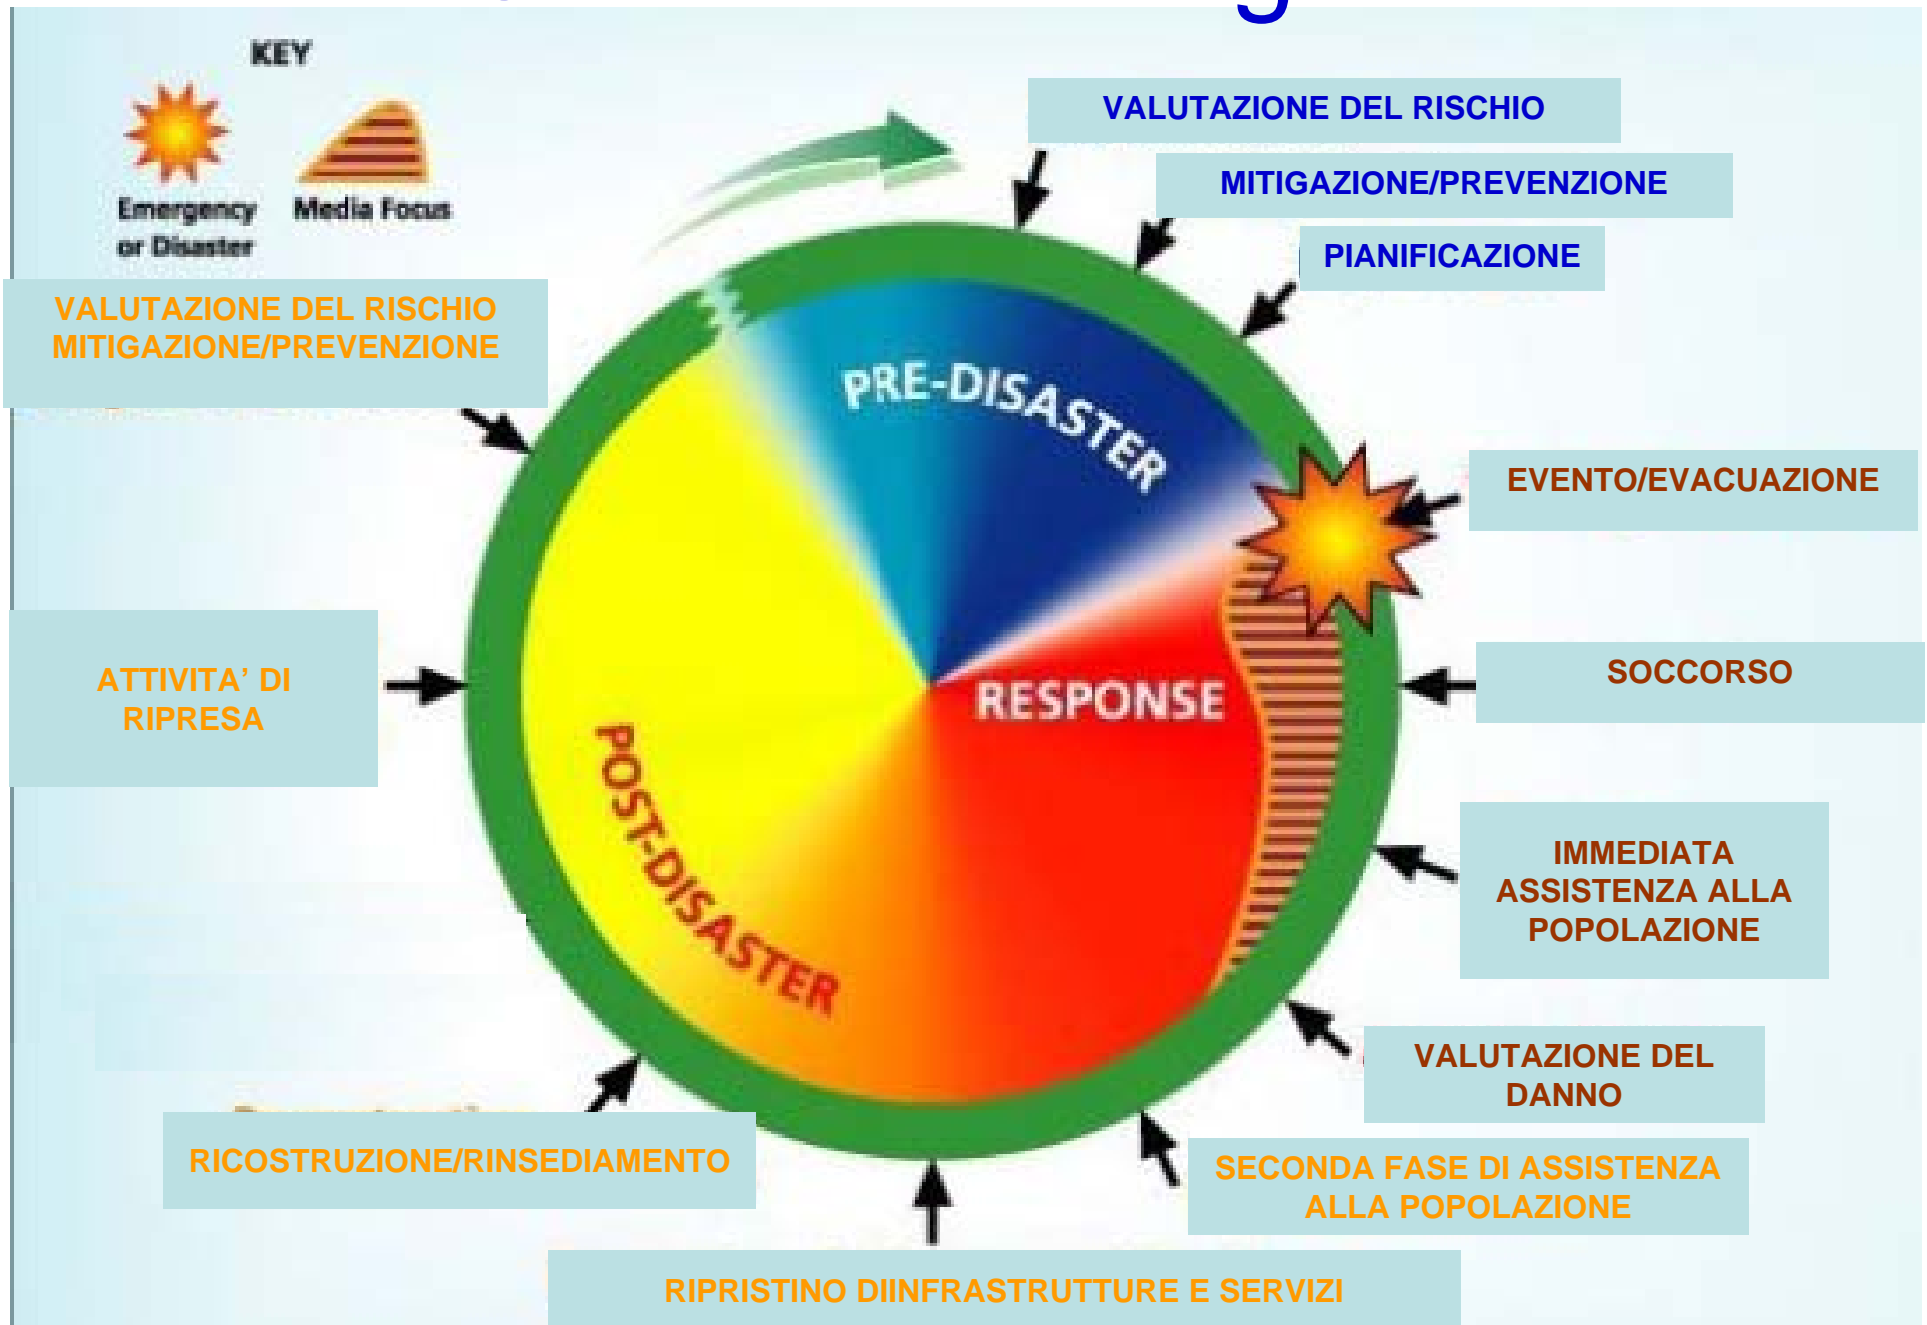 KEY
Emergency
or Disaster
Media Focus
VALUTAZIONE DEL RISCHIO
MITIGAZIONE/PREVENZIONE
PIANIFICAZIONE
VALUTAZIONE DEL RISCHIO
MITIGAZIONE/PREVENZIONE
PRE-DISASTER
EVENTO/EVACUAZIONE
ATTIVITA’ DI
RIPRESA
RESPONSE
SOCCORSO
POST-DISASTER
IMMEDIATA
ASSISTENZA ALLA
POPOLAZIONE
VALUTAZIONE DEL
DANNO
RICOSTRUZIONE/RINSEDIAMENTO
SECONDA FASE DI ASSISTENZA
ALLA POPOLAZIONE
RIPRISTINO DIINFRASTRUTTURE E SERVIZI